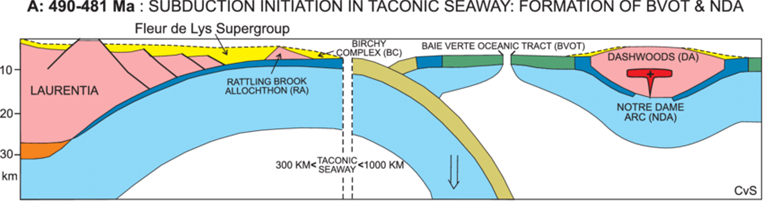 A: 490-481 Ma : SUBDUCTION INITIATION IN TACONIC SEAWAY: FORMATION OF BVOT & NDA
Fleur de Lys Supergroup
BIRCHY
COMPLEX (BC)
BAIE VERTE OCEANIC TRACT (BVOT)
DASHWOODS (DA)
10
LAURENTIA
RATTLING BROOK
ALLOCHTHON (RA)
+
NOTRE DAME
ARC (NDA)
20
30
km
300 KM< TACONIC <1000 KM
SEAWAY
CvS